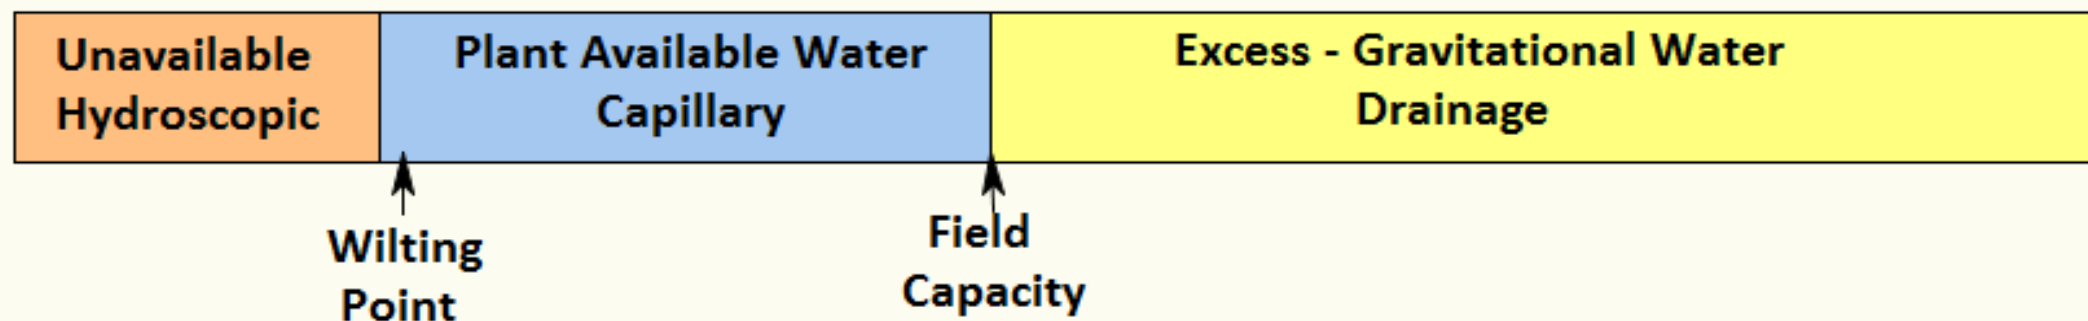 Unavailable
Hydroscopic
Plant Available Water
Capillary
Excess - Gravitational Water
Drainage
Wilting
Point
Field
Capacity